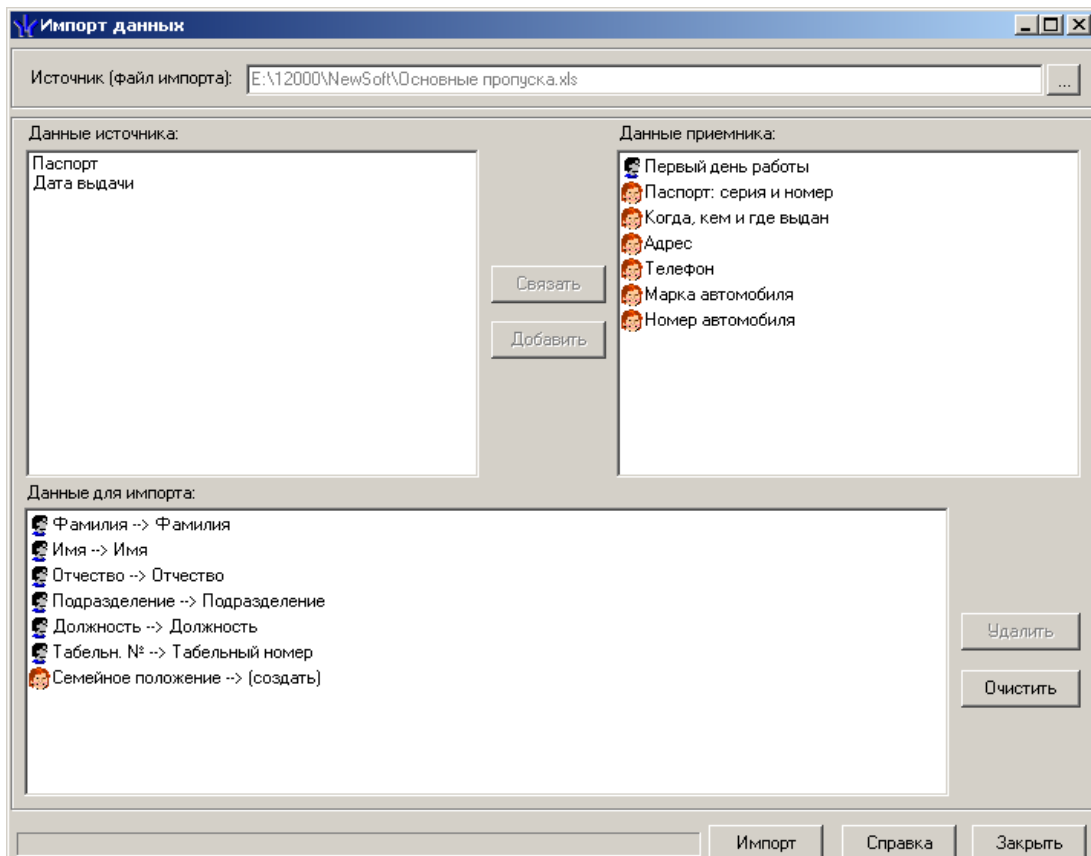 Импорт данных
Источник (файл импорта): E:\12000\NewSoft\Основные пропуска.xls ...
Данные источника:
Паспорт
Дата выдачи
Связать
Добавить
Данные приемника:
Первый день работы
Паспорт: серия и номер
Когда, кем и где выдан
Адрес
Телефон
Марка автомобиля
Номер автомобиля
Данные для импорта:
Фамилия --> Фамилия
Имя --> Имя
Отчество --> Отчество
Подразделение --> Подразделение
Должность --> Должность
Табельн. № --> Табельный номер
Семейное положение --> (создать)
Удалить
Очистить
Импорт Справка Закрыть